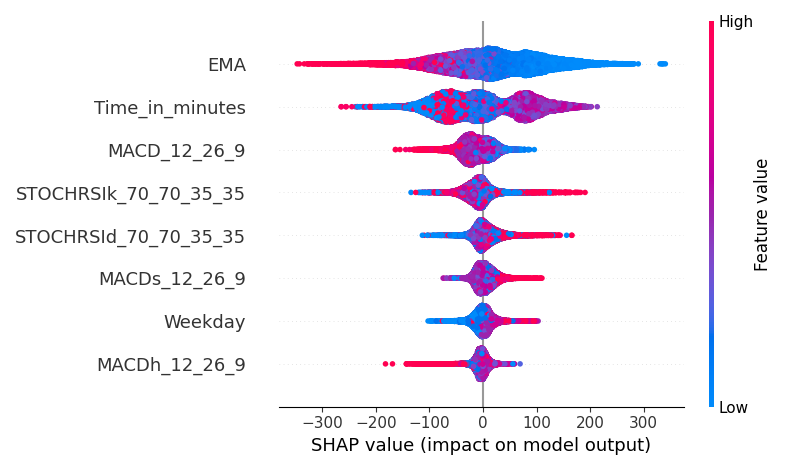 High
EMA
Time_in_minutes
MACD_12_26_9
STOCHRSIk_70_70_35_35
STOCHRSId_70_70_35_35
MACDs_12_26_9
Weekday
MACDh_12_26_9
Feature value
Low
−300 −200 −100 0 100 200 300
SHAP value (impact on model output)